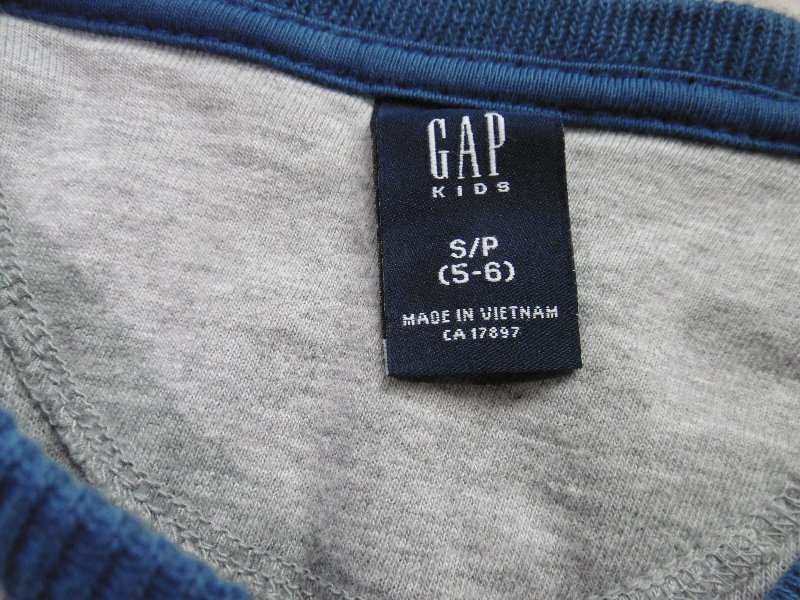 GAP
KIDS
S/P
(5-6)
MADE IN VIETNAM
CA 17897